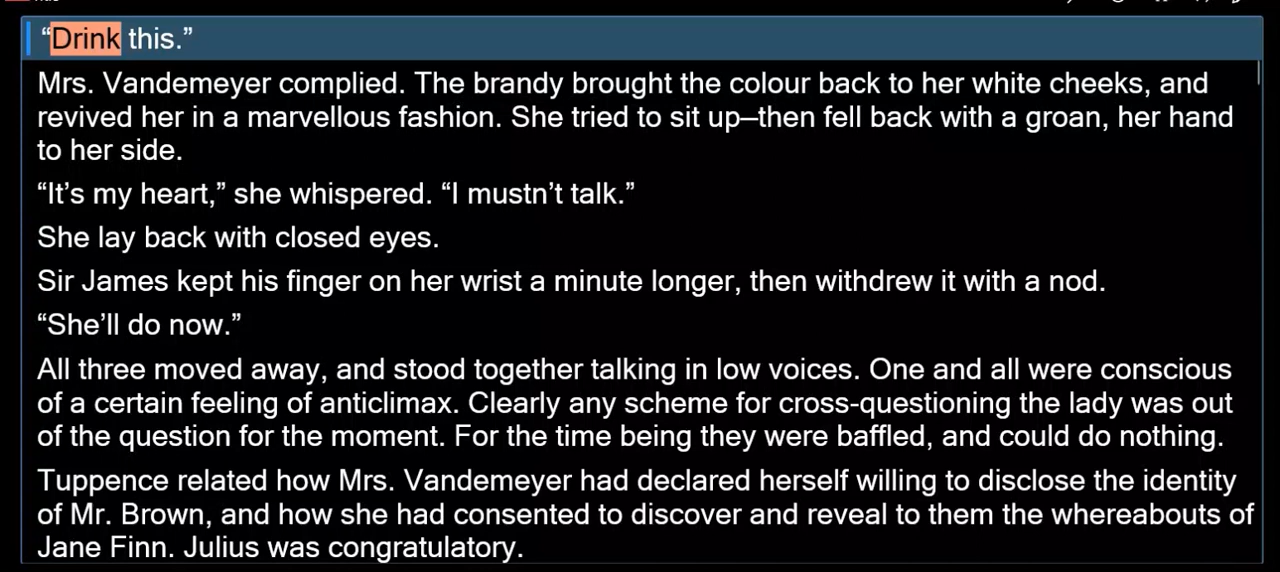 “Drink this.”
Mrs. Vandemeyer complied. The brandy brought the colour back to her white cheeks, and
revived her in a marvellous fashion. She tried to sit up—then fell back with a groan, her hand
to her side.
“It’s my heart,” she whispered. “I mustn’t talk.”
She lay back with closed eyes.
Sir James kept his finger on her wrist a minute longer, then withdrew it with a nod.
“She’ll do now.”
All three moved away, and stood together talking in low voices. One and all were conscious
of a certain feeling of anticlimax. Clearly any scheme for cross-questioning the lady was out
of the question for the moment. For the time being they were baffled, and could do nothing.
Tuppence related how Mrs. Vandemeyer had declared herself willing to disclose the identity
of Mr. Brown, and how she had consented to discover and reveal to them the whereabouts of
Jane Finn. Julius was congratulatory.